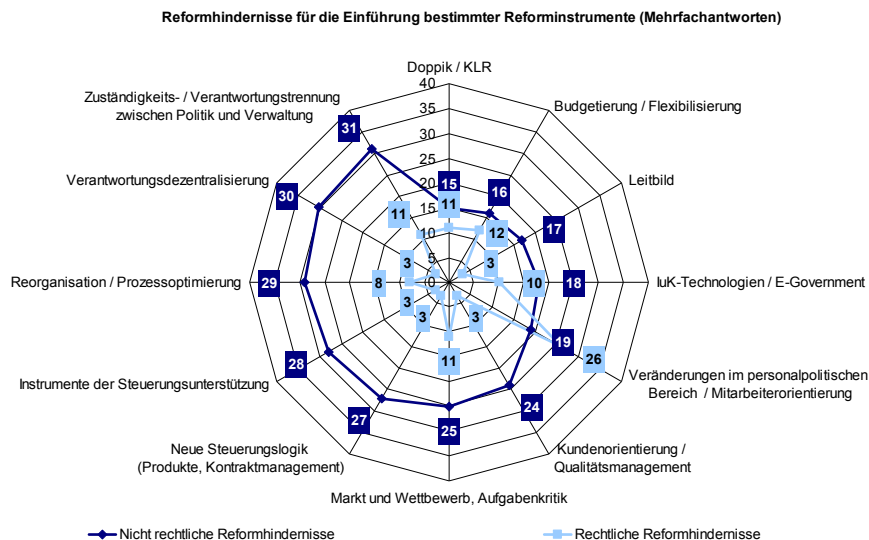 Reformhindernisse für die Einführung bestimmter Reforminstrumente (Mehrfachantworten)
Doppik / KLR
Budgetierung / Flexibilisierung
Leitbild
IuK-Technologien / E-Government
Veränderungen im personalpolitischen
Bereich / Mitarbeiterorientierung
Kundenorientierung /
Qualitätsmanagement
Markt und Wettbewerb, Aufgabenkritik
Neue Steuerungslogik
(Produkte, Kontraktmanagement)
Instrumente der Steuerungsunterstützung
Reorganisation / Prozessoptimierung
Verantwortungsdezentralisierung
Zuständigkeits- / Verantwortungstrennung
zwischen Politik und Verwaltung
40
35
30
25
20
15
10
5
0
15
16
17
18
19
24
25
27
28
29
30
31
11
12
3
10
26
3
11
3
3
8
3
11
Nicht rechtliche Reformhindernisse
Rechtliche Reformhindernisse